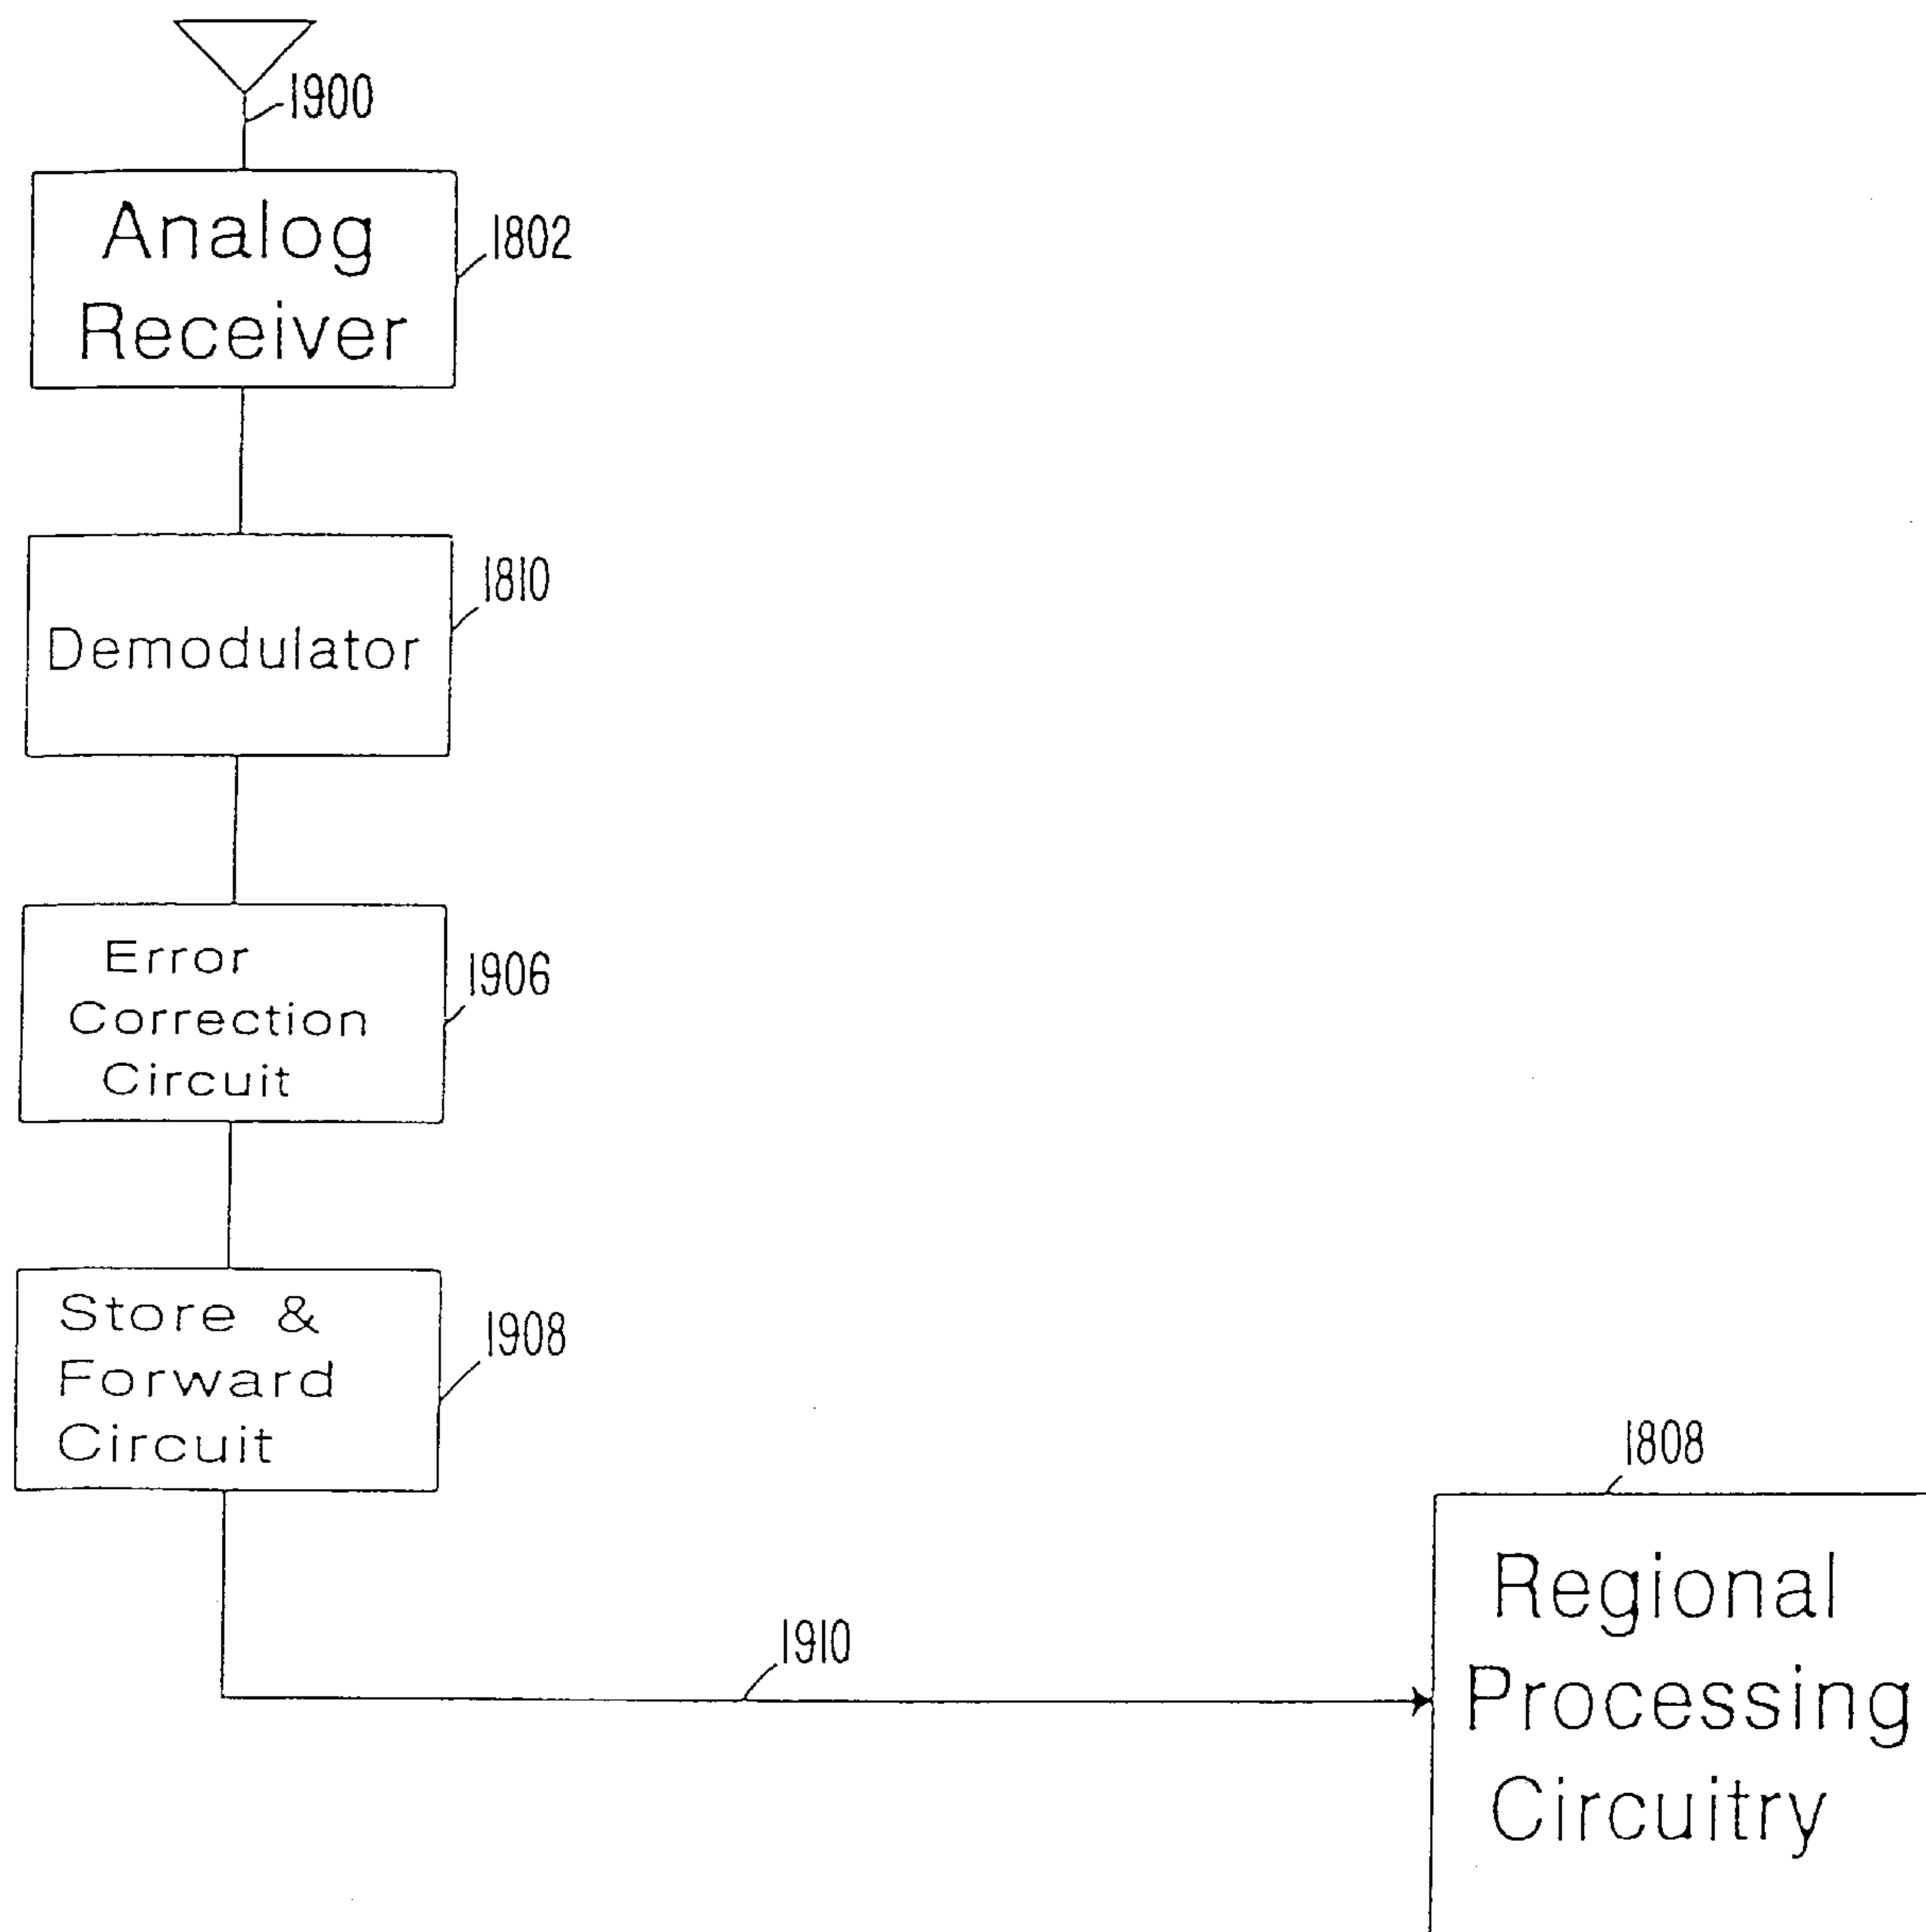 1900
Analog
Receiver
1802
Demodulator
1810
Error
Correction
Circuit
1906
Store &
Forward
Circuit
1908
1910
1808
Regional
Processing
Circuitry